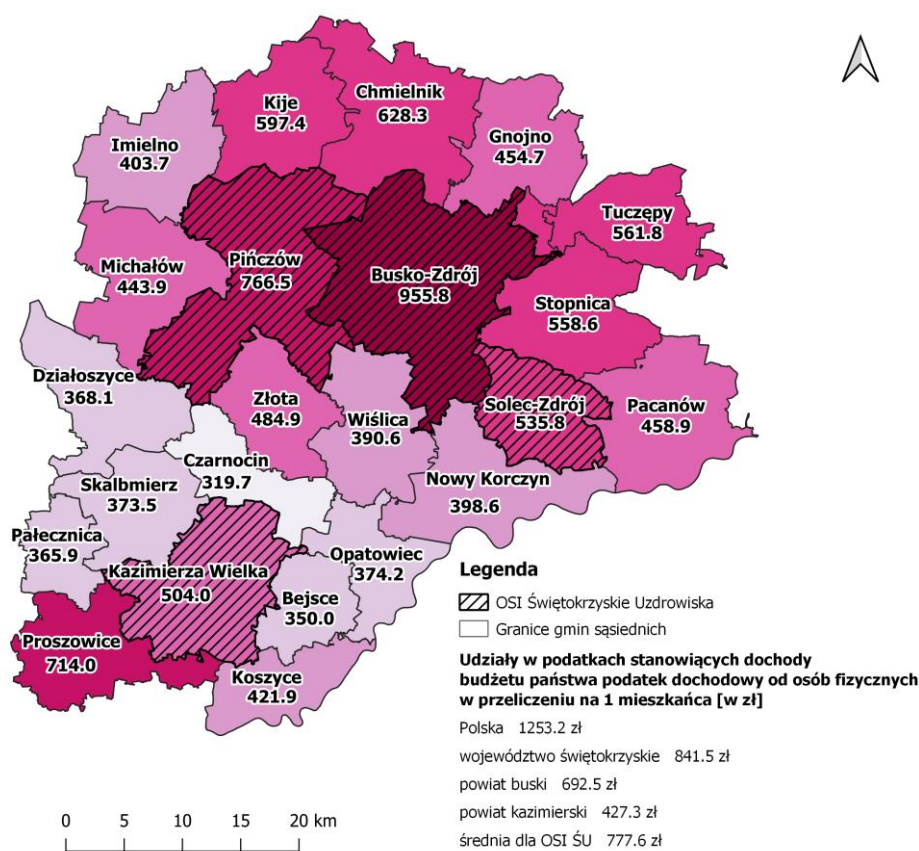 Kije
597.4
Chmielnik
628.3
Gnojno
454.7
Imielno
403.7
Tuczępy
561.8
Pińczów
766.5
Busko-Zdrój
955.8
Michałów
443.9
Stopnica
558.6
Działoszyce
368.1
Złota
484.9
Wiślica
390.6
Solec-Zdrój
535.8
Pacanów
458.9
Czarnocin
319.7
Skalbmierz
373.5
Nowy Korczyn
398.6
Pałecznica
365.9
Opatowiec
374.2
Kazimierza Wielka
504.0
Bejsce
350.0
Proszowice
714.0
Koszyce
421.9
Legenda
OSI Świętokrzyskie Uzdrowiska
Granice gmin sąsiednich
Udziały w podatkach stanowiących dochody
budżetu państwa podatek dochodowy od osób fizycznych
w przeliczeniu na 1 mieszkańca [w zł]
Polska 1253.2 zł
województwo świętokrzyskie 841.5 zł
powiat buski 692.5 zł
powiat kazimierski 427.3 zł
średnia dla OSI ŚU 777.6 zł
0 5 10 15 20 km